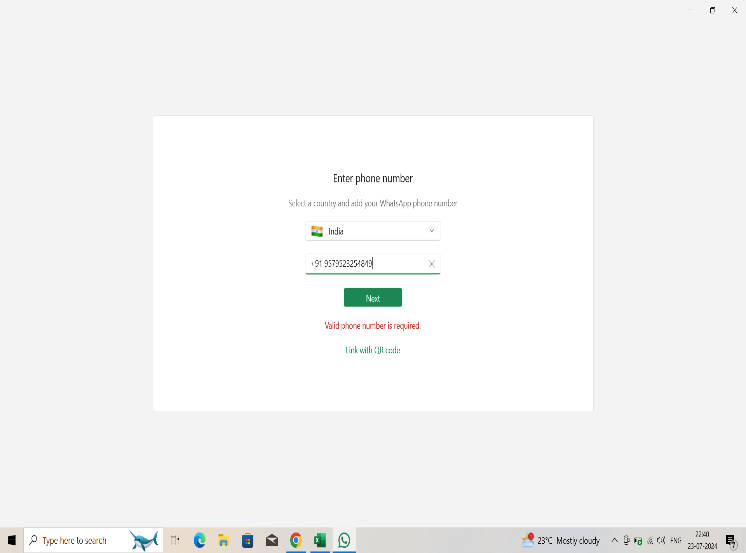 Enter phone number
Select a country and add your WhatsApp phone number.
India
+91 9579523254849
Next
Valid phone number is required.
Link with QR code
Type here to search
23°C Mostly cloudy
ENG
22:40
23-07-2024